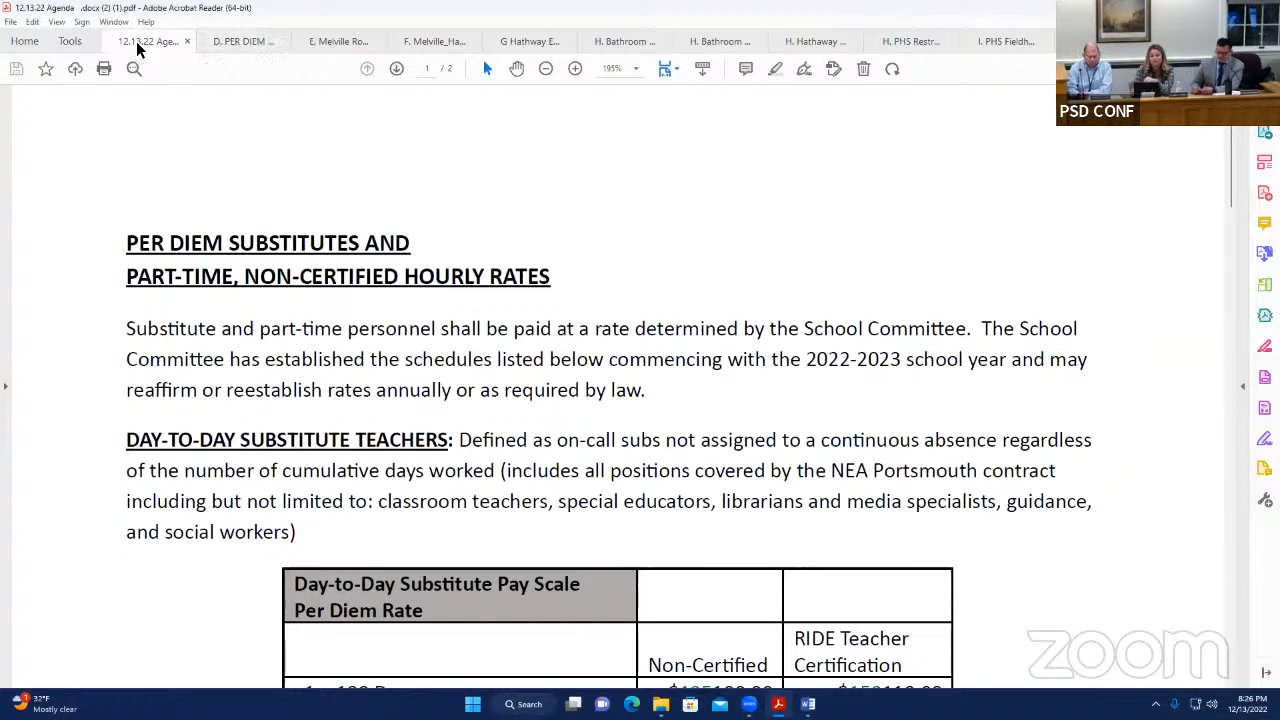 12.13.22 Agenda .docx (2) (1).pdf - Adobe Acrobat Reader (64-bit)
File Edit View Sign Window Help
Home Tools 12.13.22 Age... × D. PER DIEM ... E. Melville Ro... E. Melville_Ha... G Hathaway C... H. Bathroom ... H. Bathroom ... H. Hathaway ... H. PHS Restr... I. PHS Fieldh...
1 / 2 195%
PSD CONF
PER DIEM SUBSTITUTES AND
PART-TIME, NON-CERTIFIED HOURLY RATES
Substitute and part-time personnel shall be paid at a rate determined by the School Committee. The School
Committee has established the schedules listed below commencing with the 2022-2023 school year and may
reaffirm or reestablish rates annually or as required by law.
DAY-TO-DAY SUBSTITUTE TEACHERS: Defined as on-call subs not assigned to a continuous absence regardless
of the number of cumulative days worked (includes all positions covered by the NEA Portsmouth contract
including but not limited to: classroom teachers, special educators, librarians and media specialists, guidance,
and social workers)
Day-to-Day Substitute Pay Scale
Per Diem Rate
Non-Certified
RIDE Teacher
Certification
zoom
32°F
Mostly clear
Search
8:26 PM
12/13/2022